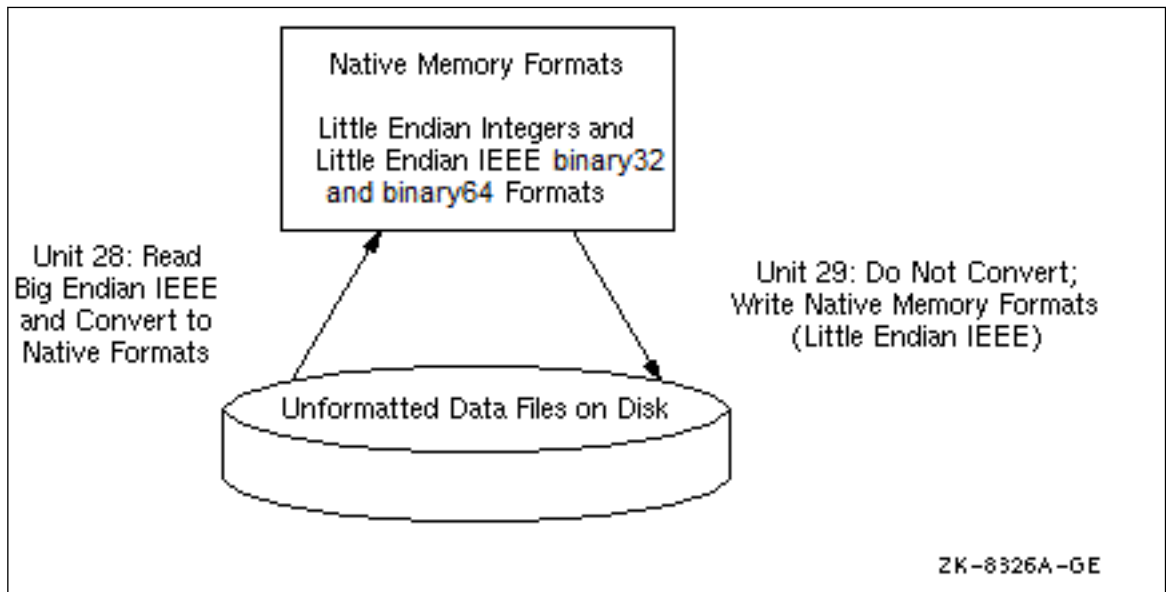 Native Memory Formats
Little Endian Integers and
Little Endian IEEE binary32
and binary64 Formats
Unit 28: Read
Big Endian IEEE
and Convert to
Native Formats
Unit 29: Do Not Convert;
Write Native Memory Formats
(Little Endian IEEE)
Unformatted Data Files on Disk
ZK-8326A-GE